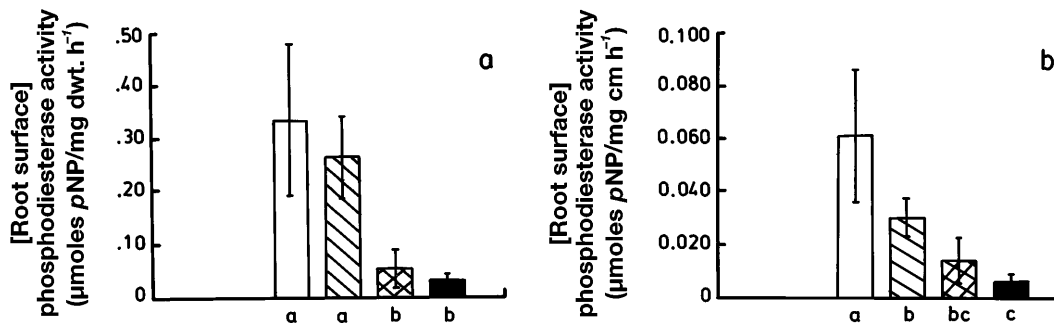 [Root surface]
phosphodiesterase activity
(μmoles pNP/mg dwt. h⁻¹)
.50
.40
.30
.20
.10
0
a
a a b b
[Root surface]
phosphodiesterase activity
(μmoles pNP/mg cm h⁻¹)
0.100
0.080
0.060
0.040
0.020
0
b
a b bc c